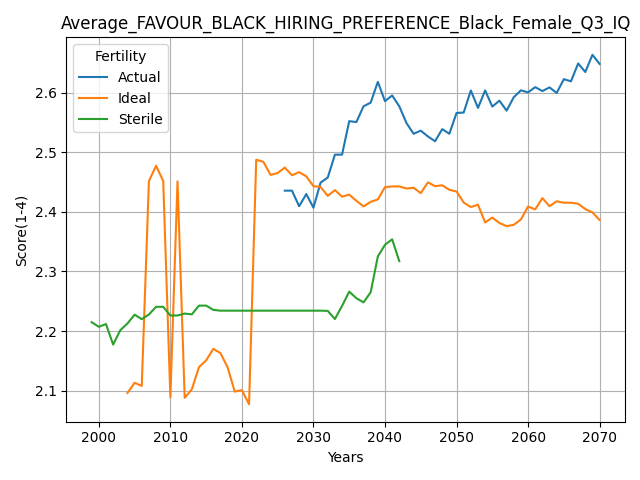 Average_FAVOUR_BLACK_HIRING_PREFERENCE_Black_Female_Q3_IQ
Fertility
Actual
Ideal
Sterile
Score(1-4)
2.6
2.5
2.4
2.3
2.2
2.1
2000 2010 2020 2030 2040 2050 2060 2070
Years